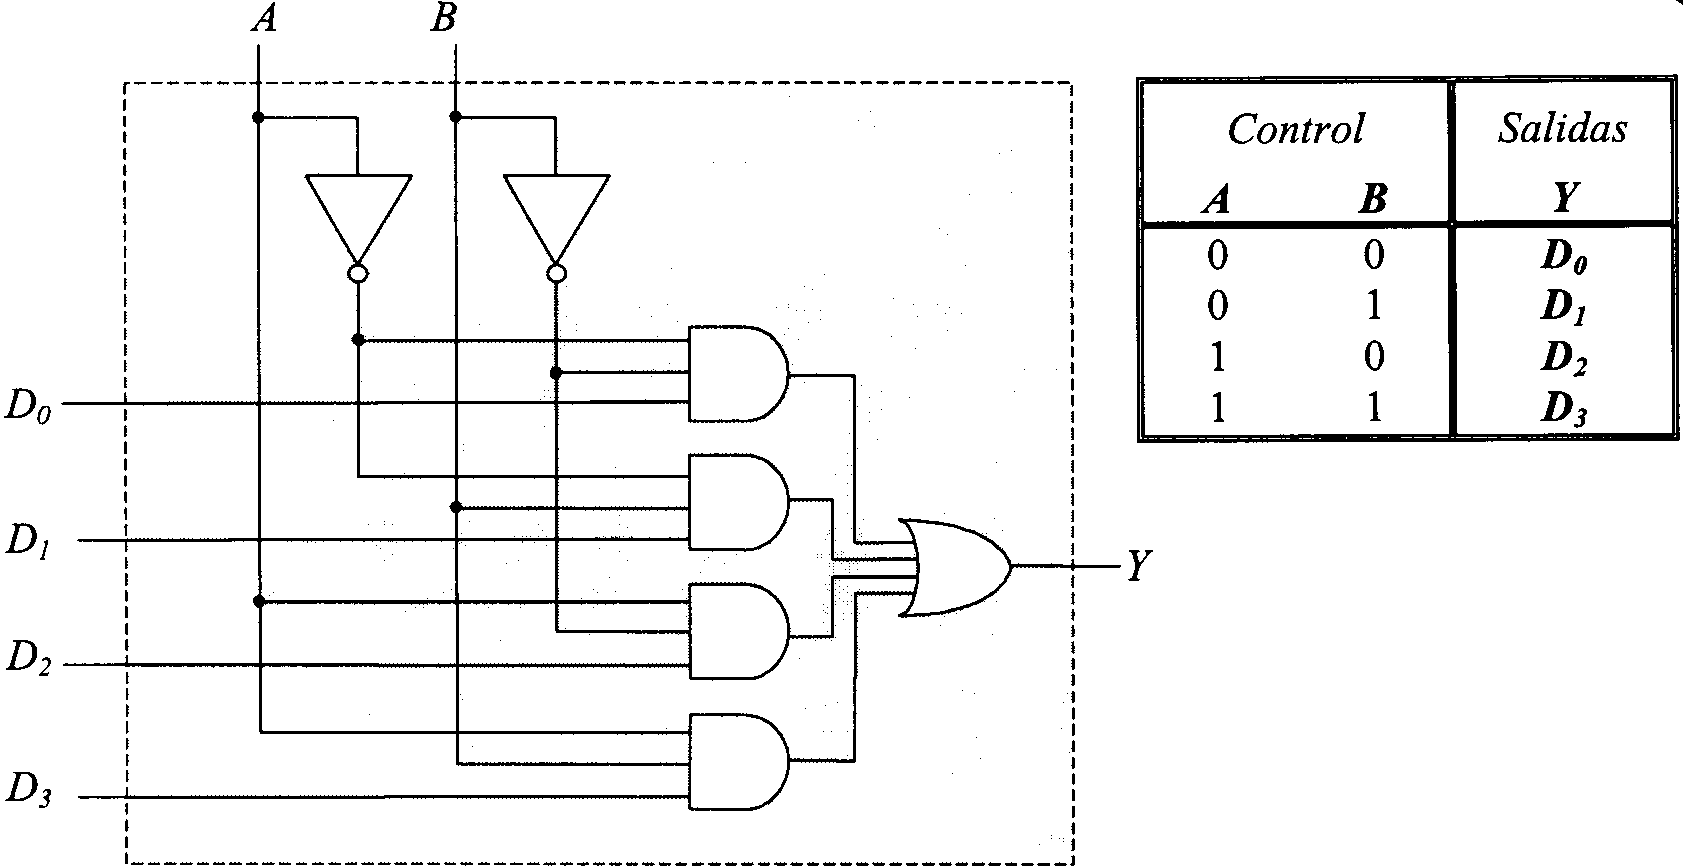 A B
D0
D1
D2
D3
Y
Control Salidas
A B Y
0 0 D0
0 1 D1
1 0 D2
1 1 D3